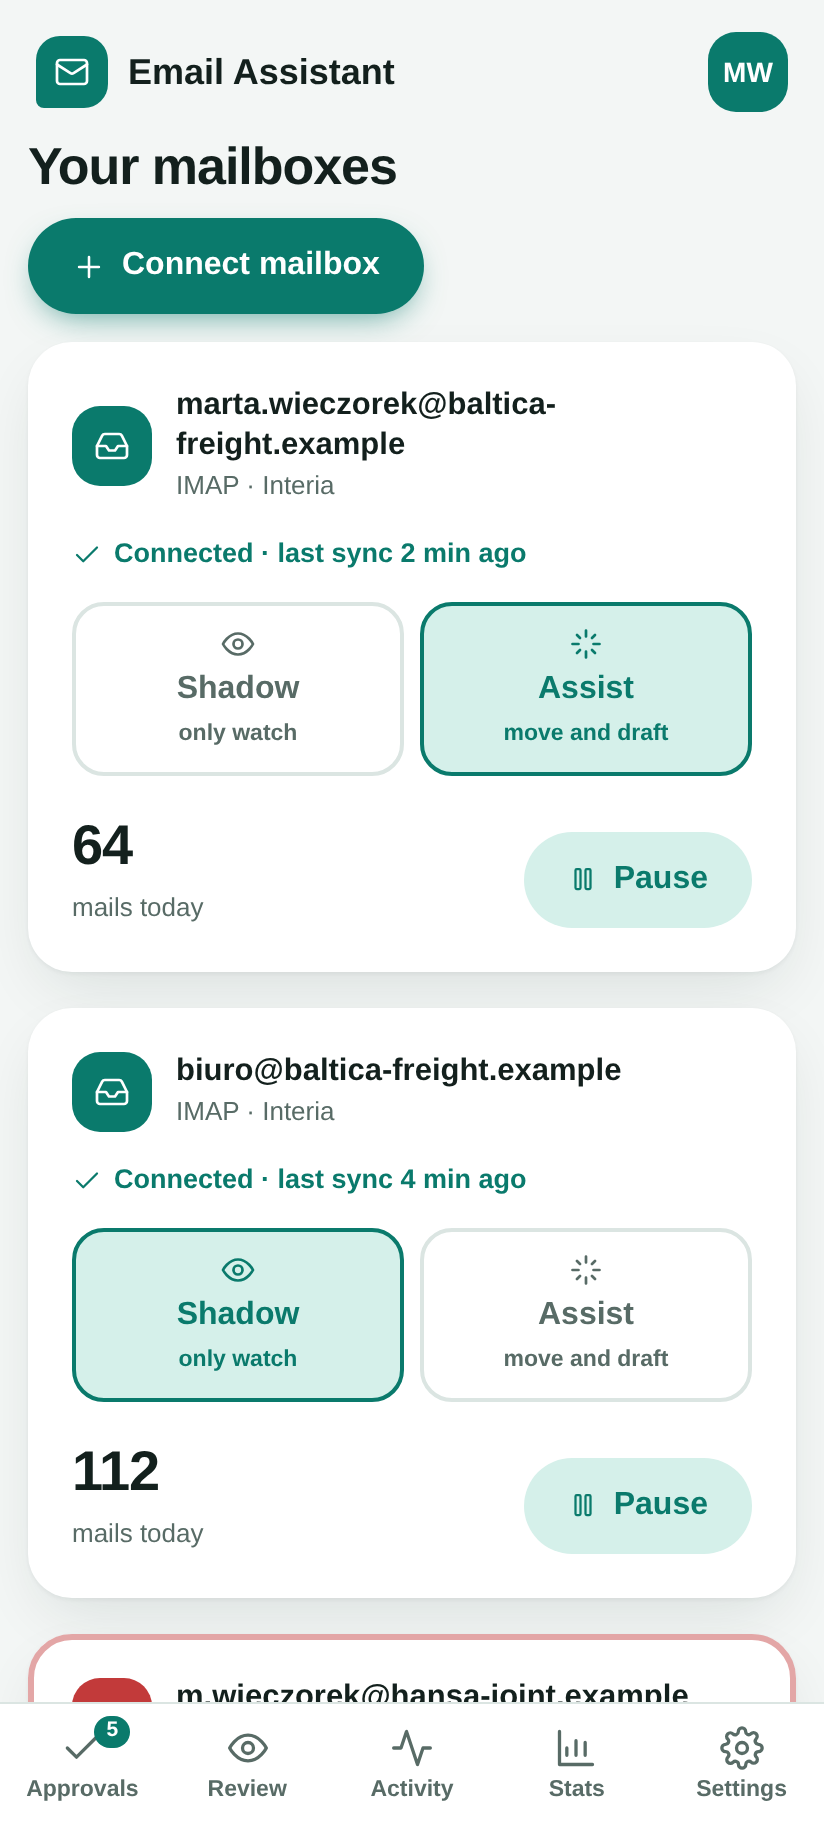 Email Assistant
MW
Your mailboxes
Connect mailbox
marta.wieczorek@baltica-
freight.example
IMAP · Interia
Connected · last sync 2 min ago
Shadow
only watch
Assist
move and draft
64
mails today
Pause
biuro@baltica-freight.example
IMAP · Interia
Connected · last sync 4 min ago
Shadow
only watch
Assist
move and draft
112
mails today
Pause
m.wieczorek@hansa-joint.example
5
Approvals
Review
Activity
Stats
Settings